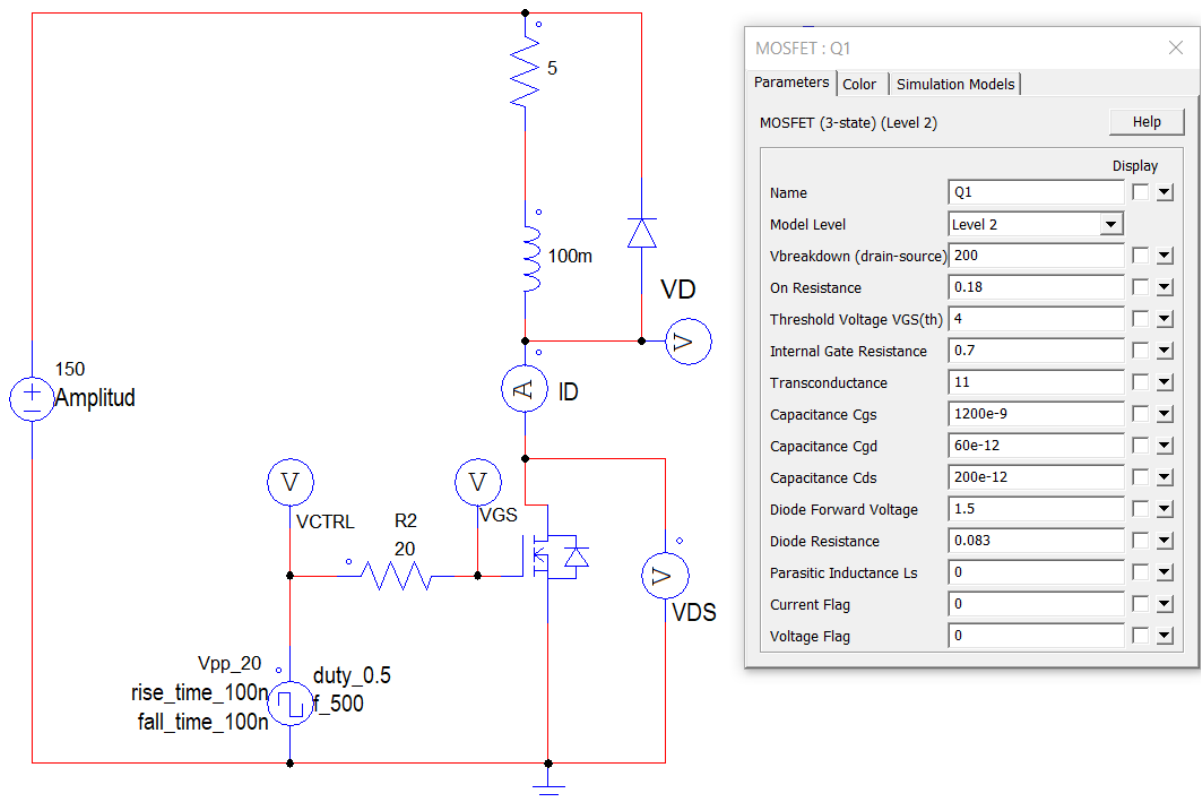 5
100m
VD
V
A
ID
150
+
−
Amplitud
V
VCTRL
R2
20
V
VGS
V
VDS
Vpp_20
rise_time_100n
fall_time_100n
duty_0.5
f_500
MOSFET : Q1
Parameters
Color
Simulation Models
MOSFET (3-state) (Level 2)
Help
Display
Name
Q1
Model Level
Level 2
Vbreakdown (drain-source)
200
On Resistance
0.18
Threshold Voltage VGS(th)
4
Internal Gate Resistance
0.7
Transconductance
11
Capacitance Cgs
1200e-9
Capacitance Cgd
60e-12
Capacitance Cds
200e-12
Diode Forward Voltage
1.5
Diode Resistance
0.083
Parasitic Inductance Ls
0
Current Flag
0
Voltage Flag
0